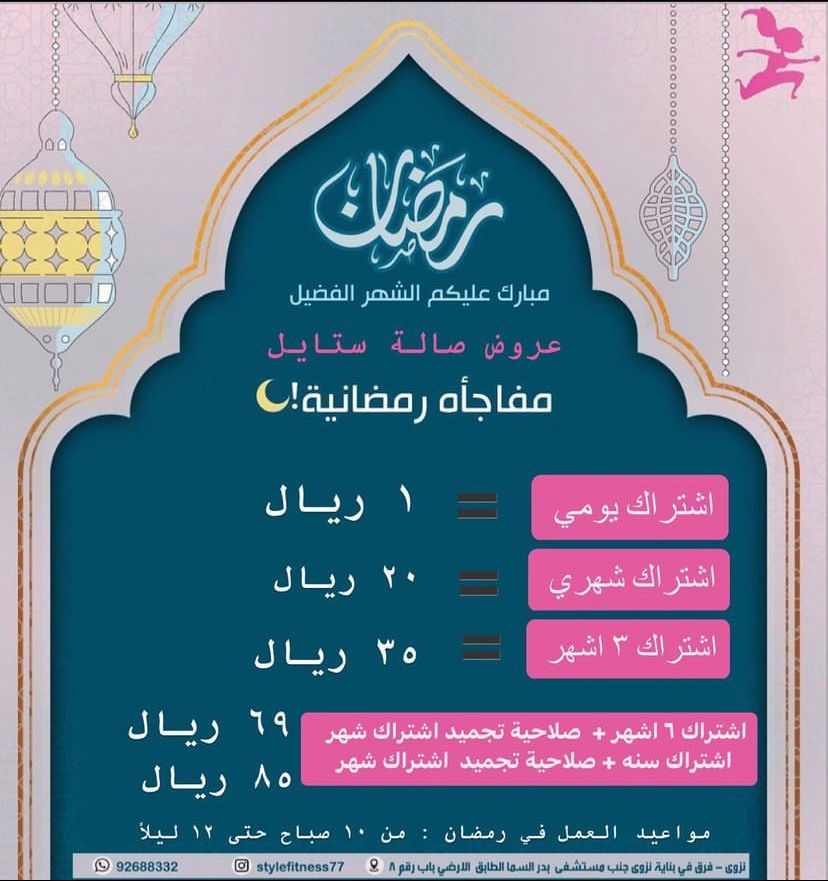 رمضان
مبارك عليكم الشهر الفضيل
عروض صالة ستايل
مفاجأه رمضانية!
اشتراك يومي = ١ ريال
اشتراك شهري = ٢٠ ريال
اشتراك ٣ اشهر = ٣٥ ريال
اشتراك ٦ اشهر + صلاحية تجميد اشتراك شهر ٦٩ ريال
اشتراك سنه + صلاحية تجميد اشتراك شهر ٨٥ ريال
مواعيد العمل في رمضان : من ١٠ صباح حتى ١٢ ليلاً
نزوى - فرق في بناية نزوى جنب مستشفى بدر السما الطابق الارضي باب رقم ٨ stylefitness77 92688332